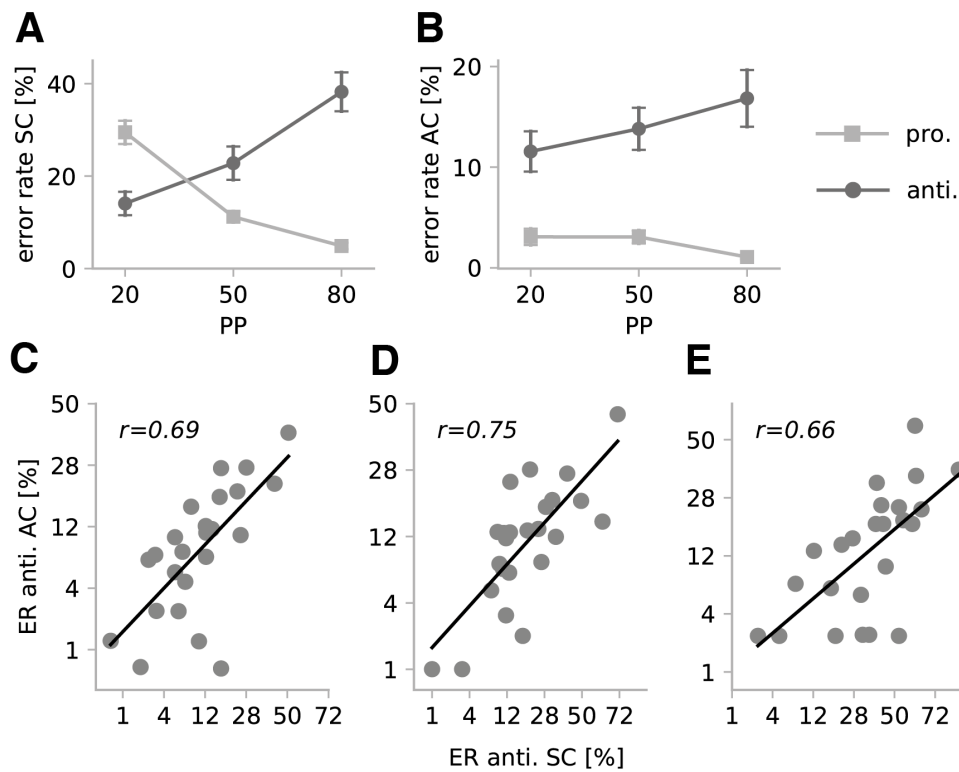 A
B
error rate SC [%]
40
20
0
20
50
80
PP
error rate AC [%]
20
10
0
20
50
80
PP
pro.
anti.
C
D
E
ER anti. AC [%]
50
28
12
4
1
r=0.69
1
4
12
28
50
72
50
28
12
4
1
r=0.75
1
4
12
28
50
72
50
28
12
4
1
r=0.66
1
4
12
28
50
72
ER anti. SC [%]